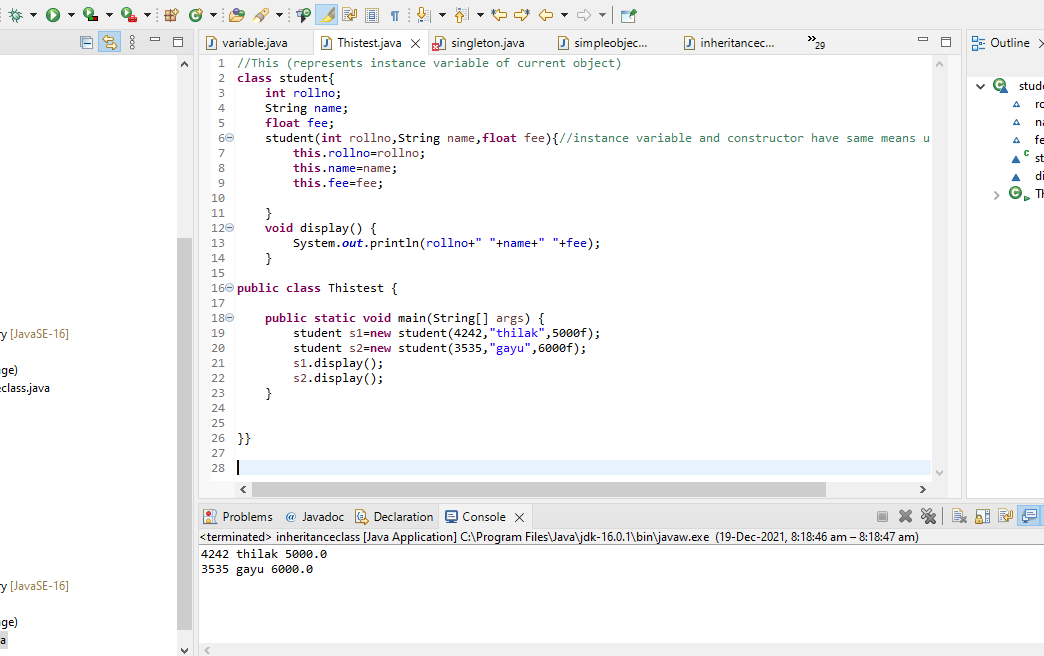 variable.java
Thistest.java
singleton.java
simpleobjec...
inheritancec...
»29
Outline
1 //This (represents instance variable of current object)
2 class student{
3 int rollno;
4 String name;
5 float fee;
6 student(int rollno,String name,float fee){//instance variable and constructor have same means u
7 this.rollno=rollno;
8 this.name=name;
9 this.fee=fee;
10
11 }
12 void display() {
13 System.out.println(rollno+" "+name+" "+fee);
14 }
15
16 public class Thistest {
17
18 public static void main(String[] args) {
19 student s1=new student(4242,"thilak",5000f);
20 student s2=new student(3535,"gayu",6000f);
21 s1.display();
22 s2.display();
23 }
24
25
26 }}
27
28
stude
ro
na
fe
st
di
Th
ry [JavaSE-16]
ge)
class.java
ry [JavaSE-16]
ge)
a
Problems
@ Javadoc
Declaration
Console
<terminated> inheritanceclass [Java Application] C:\Program Files\Java\jdk-16.0.1\bin\javaw.exe (19-Dec-2021, 8:18:46 am – 8:18:47 am)
4242 thilak 5000.0
3535 gayu 6000.0